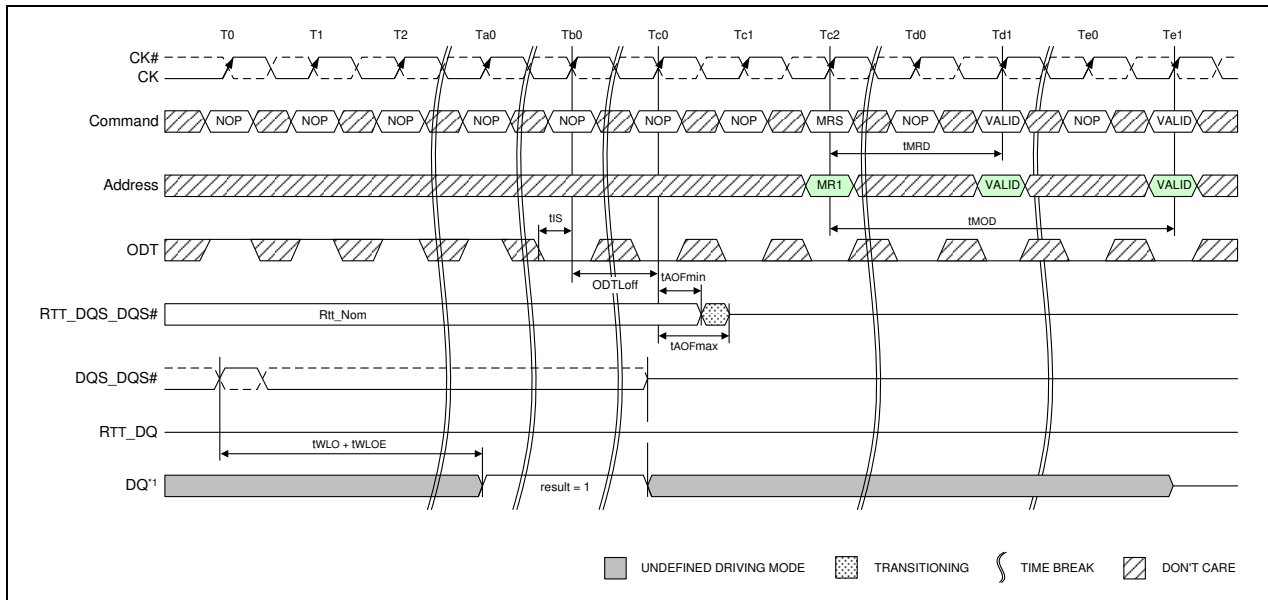 T0 T1 T2 Ta0 Tb0 Tc0 Tc1 Tc2 Td0 Td1 Te0 Te1
CK#
CK
Command NOP NOP NOP NOP NOP NOP NOP MRS NOP VALID NOP VALID
tMRD
Address MR1 VALID VALID
tIS
tMOD
ODT
ODTLoff
tAOFmin
RTT_DQS_DQS# Rtt_Nom
tAOFmax
DQS_DQS#
RTT_DQ
tWLO + tWLOE
DQ*1 result = 1
UNDEFINED DRIVING MODE TRANSITIONING TIME BREAK DON'T CARE